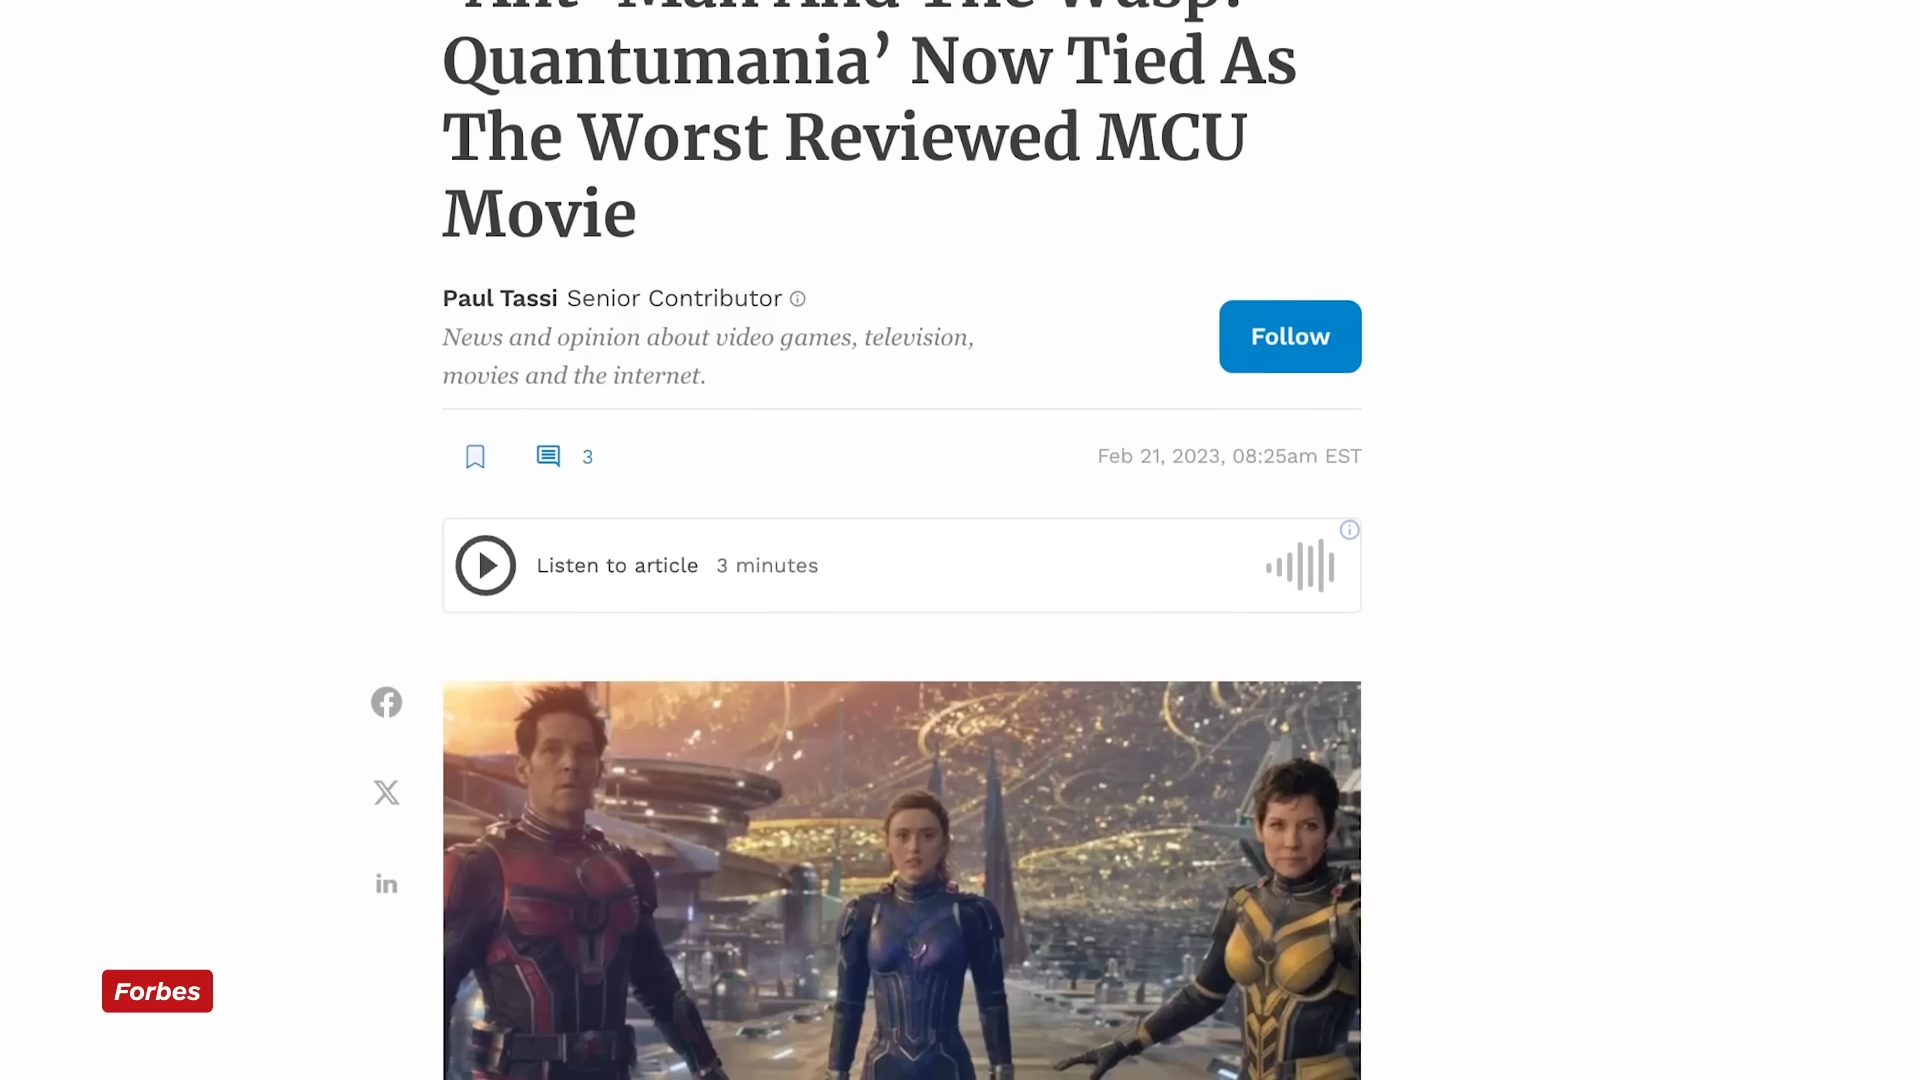 'Ant-Man And The Wasp:
Quantumania’ Now Tied As
The Worst Reviewed MCU
Movie
Paul Tassi Senior Contributor
News and opinion about video games, television,
movies and the internet.
Follow
3
Feb 21, 2023, 08:25am EST
Listen to article 3 minutes
Forbes